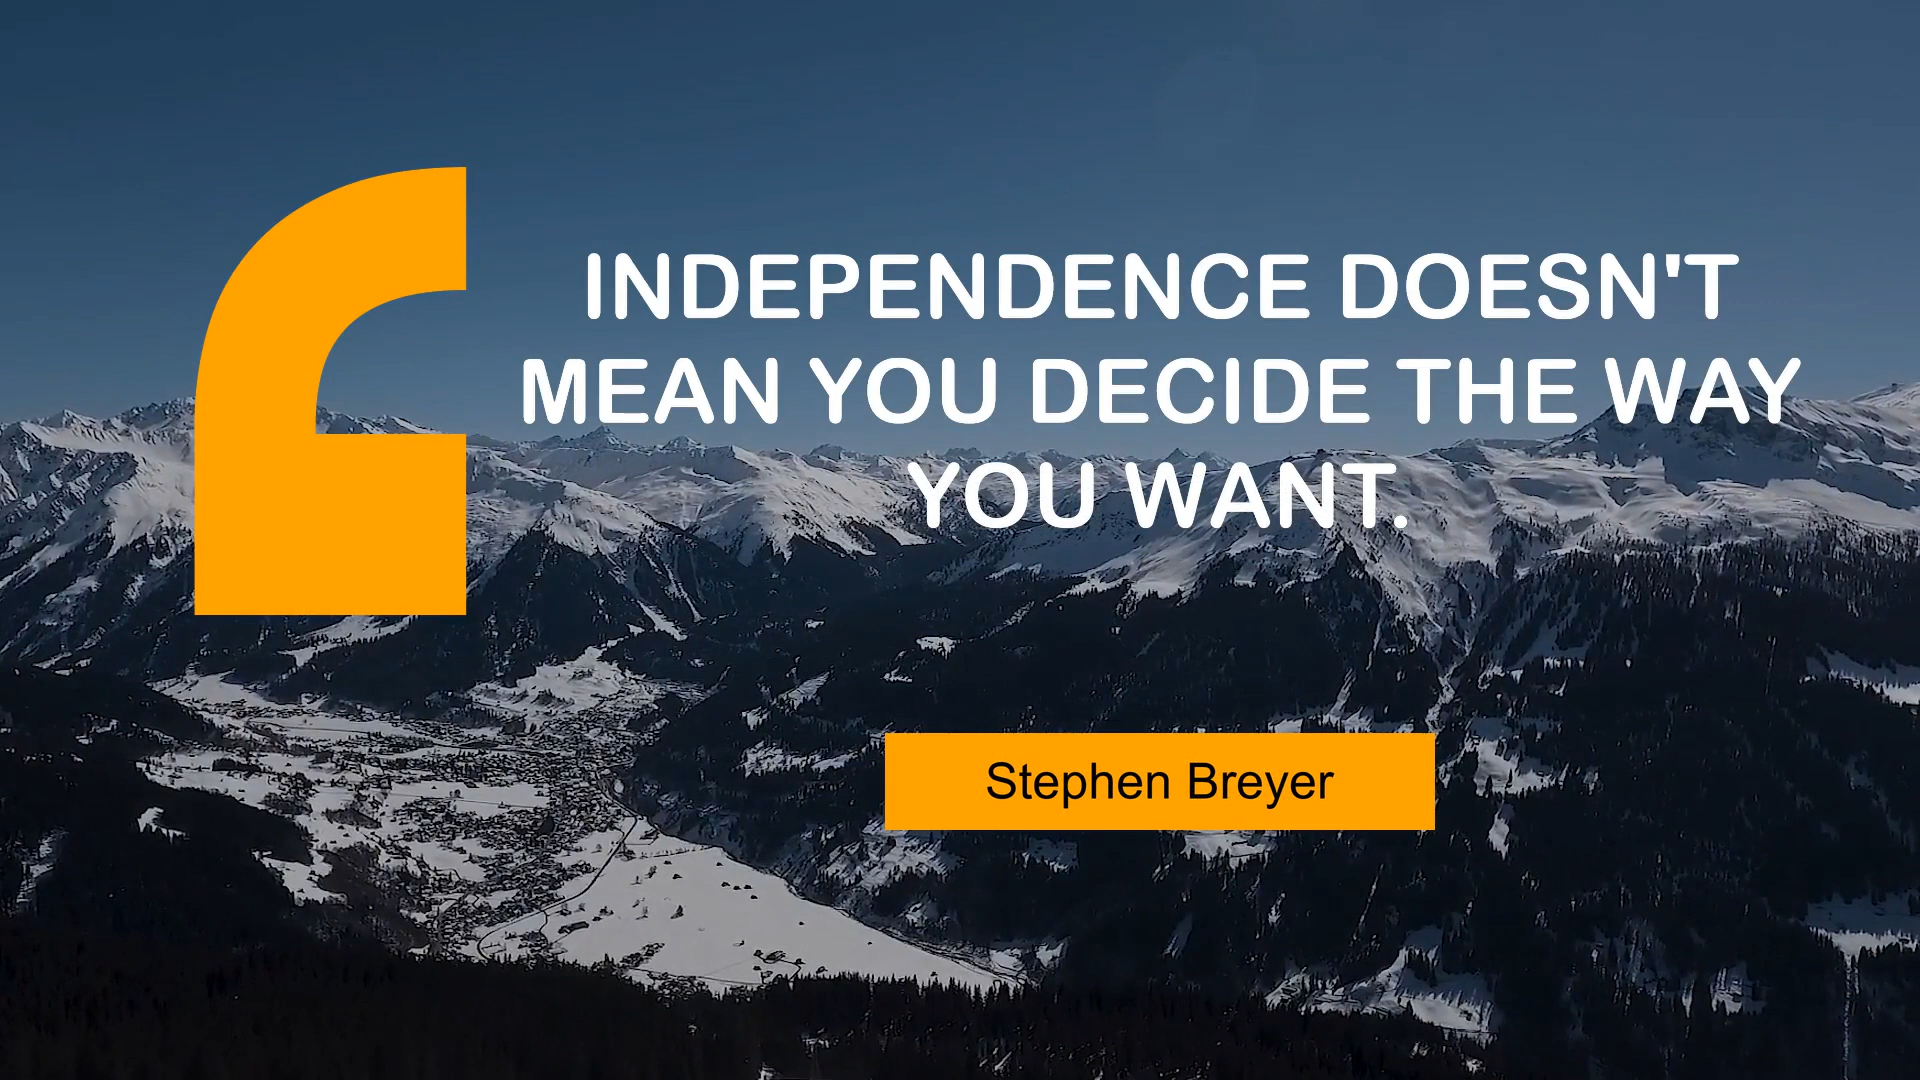 INDEPENDENCE DOESN'T
MEAN YOU DECIDE THE WAY
YOU WANT.
Stephen Breyer